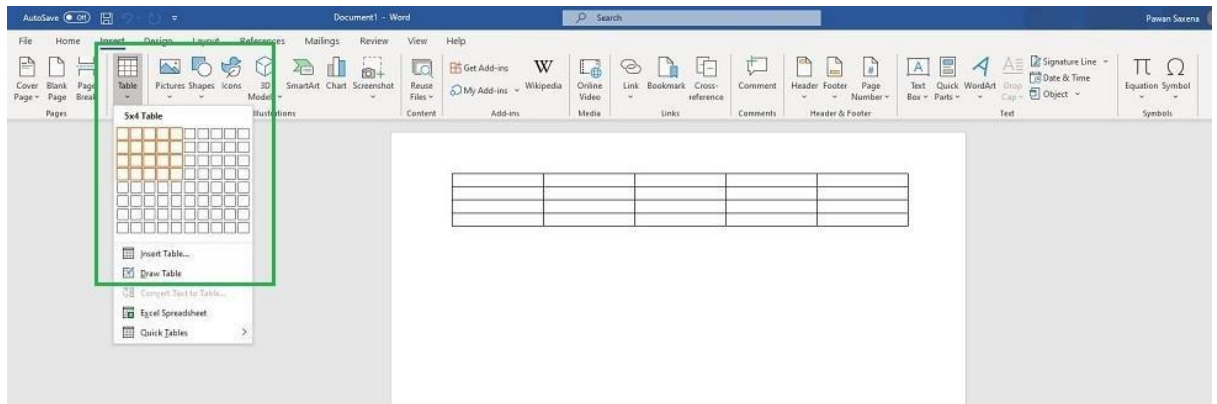 AutoSave Off Document1 - Word Search Pawan Saxena
File Home Insert Design Layout References Mailings Review View Help
Cover Page Blank Page Page Break
Pages
Table
Pictures Shapes Icons 3D Models SmartArt Chart Screenshot
Illustrations
Reuse Files
Content
Get Add-ins
My Add-ins
Wikipedia
Add-ins
Online Video
Media
Link Bookmark Cross-reference
Links
Comment
Comments
Header Footer Page Number
Header & Footer
Text Box Quick Parts WordArt Drop Cap
Signature Line
Date & Time
Object
Text
Equation Symbol
Symbols
5x4 Table
Insert Table...
Draw Table
Convert Text to Table...
Excel Spreadsheet
Quick Tables